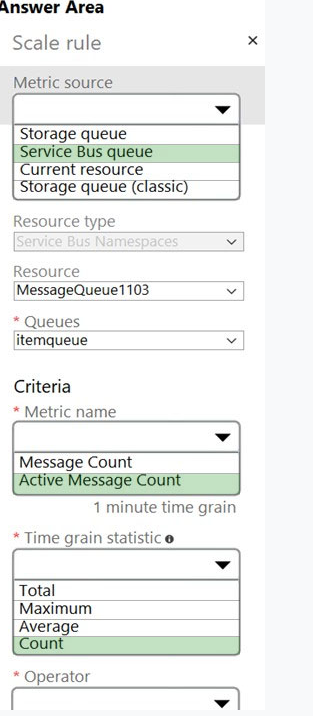 Answer Area
Scale rule
×
Metric source
Storage queue
Service Bus queue
Current resource
Storage queue (classic)
Resource type
Service Bus Namespaces
Resource
MessageQueue1103
* Queues
itemqueue
Criteria
* Metric name
Message Count
Active Message Count
1 minute time grain
* Time grain statistic
Total
Maximum
Average
Count
* Operator